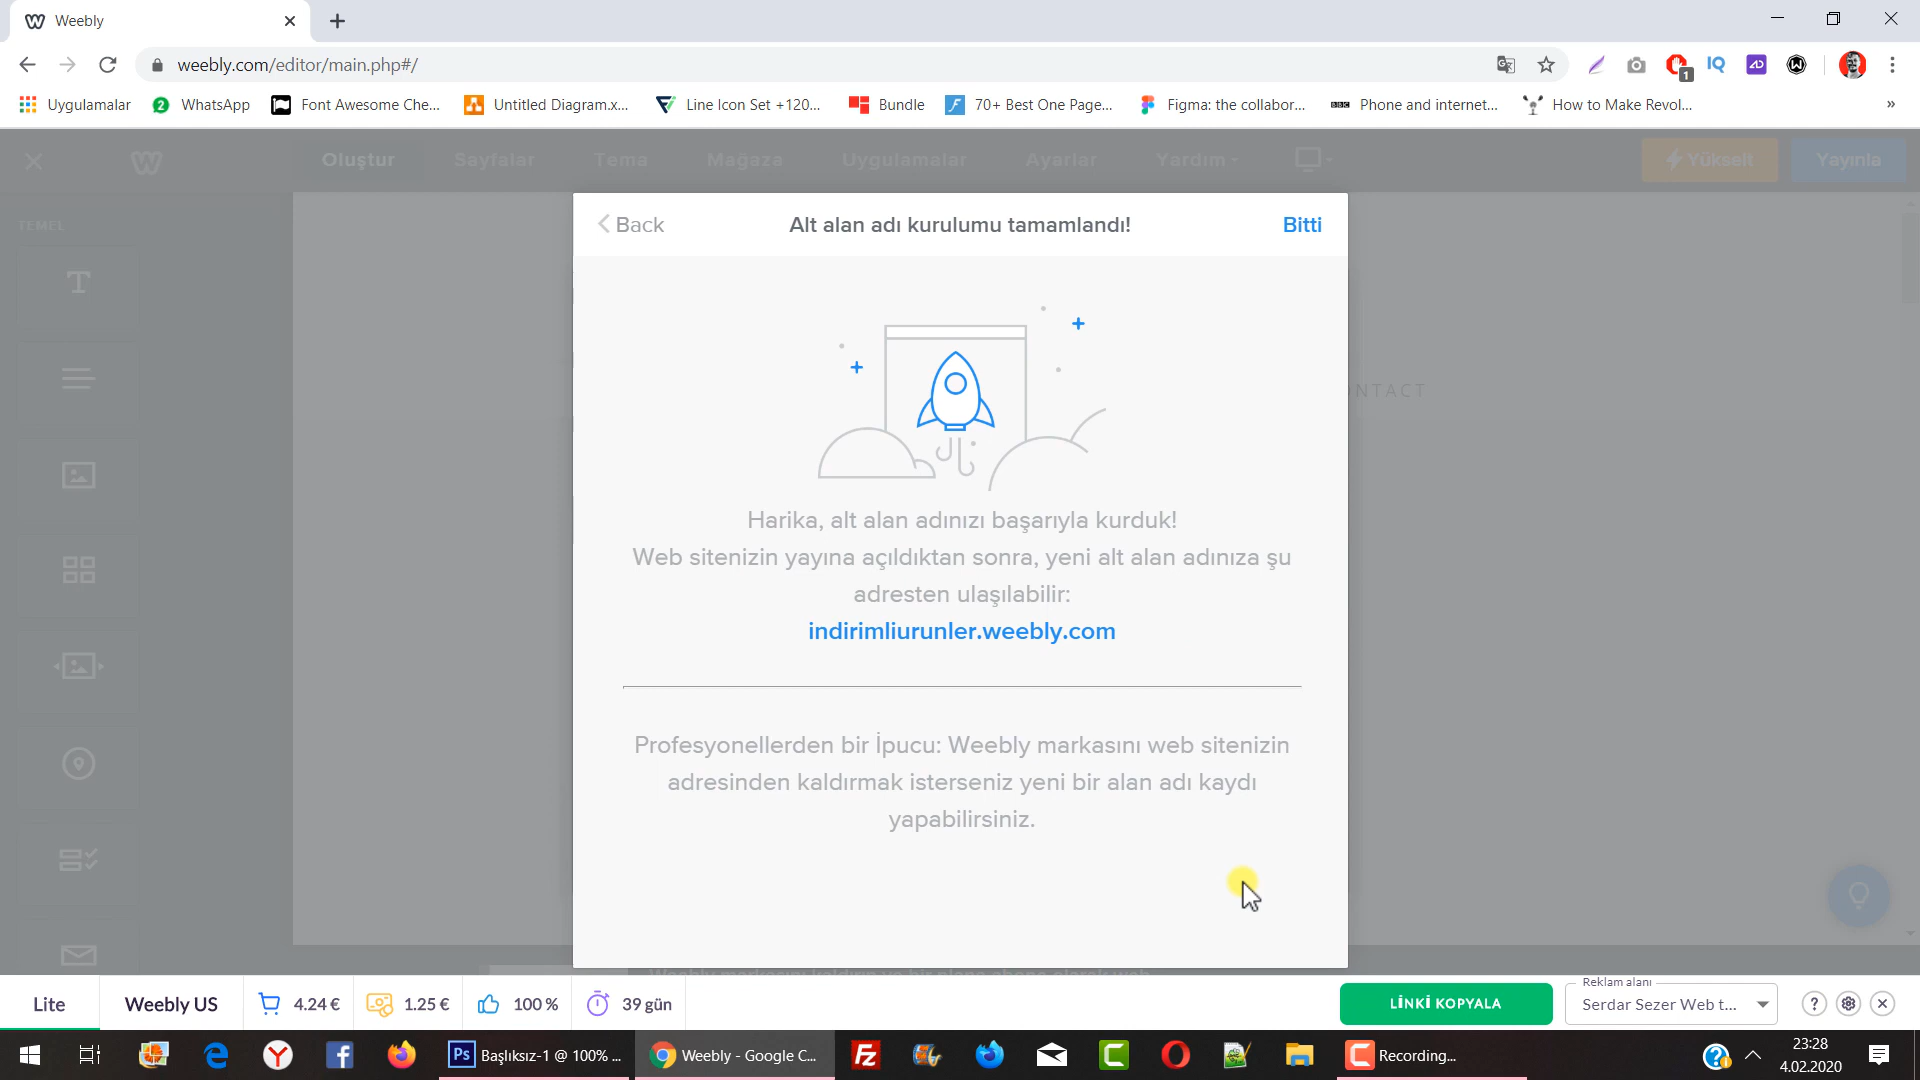 Weebly
weebly.com/editor/main.php#/
1
Uygulamalar
2
WhatsApp
Font Awesome Che...
Untitled Diagram.x...
Line Icon Set +120...
Bundle
70+ Best One Page...
Figma: the collabor...
BBC
Phone and internet...
How to Make Revol...
»
Oluştur
Sayfalar
Tema
Mağaza
Uygulamalar
Ayarlar
Yardım
Yükselt
Yayınla
TEMEL
Back
Alt alan adı kurulumu tamamlandı!
Bitti
ONTACT
Harika, alt alan adınızı başarıyla kurduk!
Web sitenizin yayına açıldıktan sonra, yeni alt alan adınıza şu
adresten ulaşılabilir:
indirimliurunler.weebly.com
Profesyonellerden bir İpucu: Weebly markasını web sitenizin
adresinden kaldırmak isterseniz yeni bir alan adı kaydı
yapabilirsiniz.
Lite
Weebly US
4.24 €
1.25 €
100 %
39 gün
LİNKİ KOPYALA
Reklam alanı
Serdar Sezer Web t...
Ps
Başlıksız-1 @ 100% ...
Weebly - Google C...
Fz
Recording...
23:28
4.02.2020